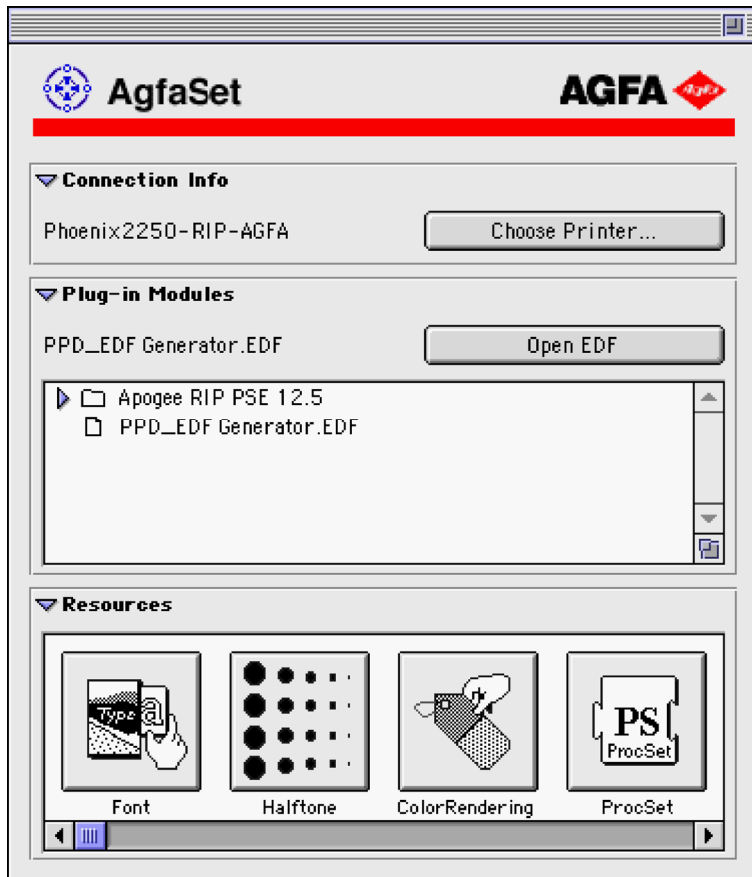 AgfaSet
AGFA
Agfa
Connection Info
Phoenix2250-RIP-AGFA
Choose Printer...
Plug-in Modules
PPD_EDF Generator.EDF
Open EDF
Apogee RIP PSE 12.5
PPD_EDF Generator.EDF
Resources
Type a
PS
ProcSet
Font Halftone ColorRendering ProcSet